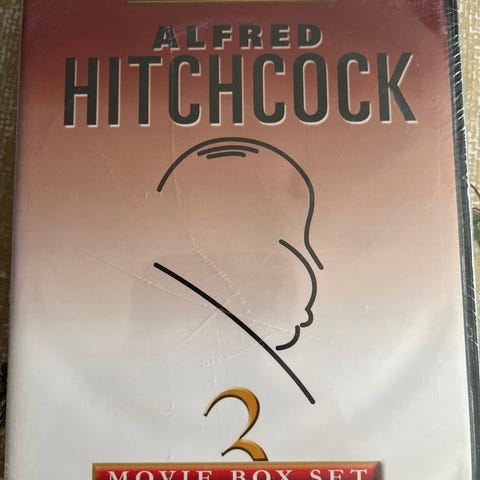 ALFRED
HITCHCOCK
3
MOVIE BOX SET